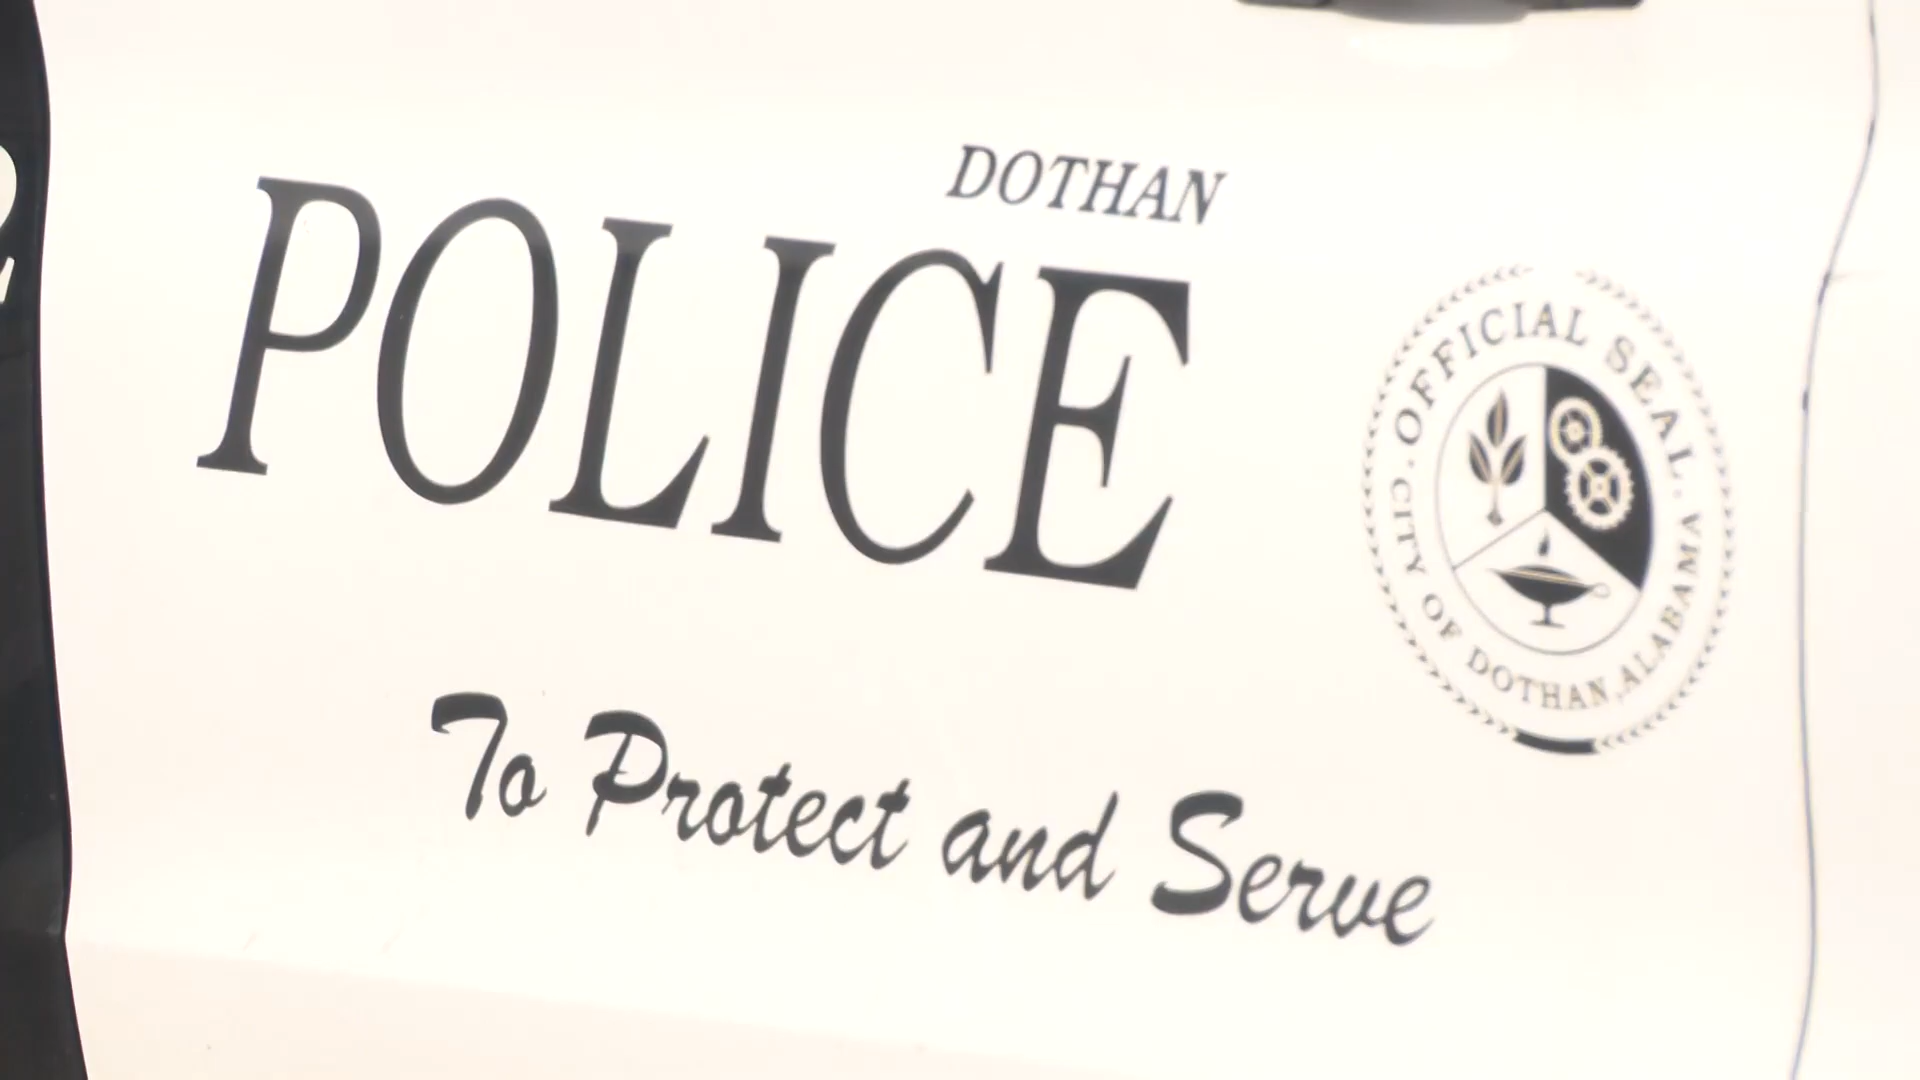 DOTHAN
POLICE
To Protect and Serve
· OFFICIAL SEAL ·
CITY OF DOTHAN, ALABAMA